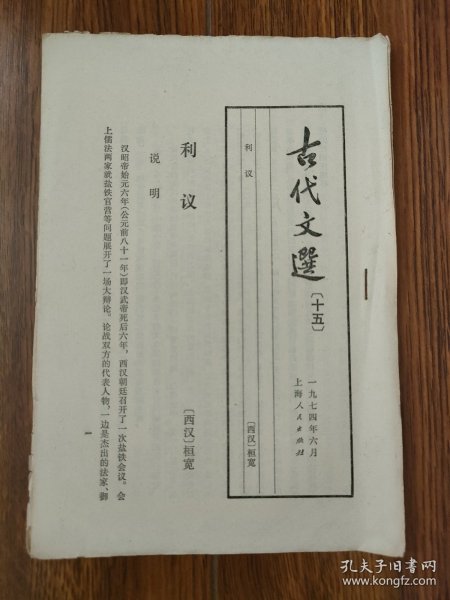 古代文選〔十五〕
一九七四年六月
上海人民出版社
利议
〔西汉〕桓宽
利议
〔西汉〕桓宽
说明
汉昭帝始元六年（公元前八十一年）即汉武帝死后六年，西汉朝廷召开了一次盐铁会议。会
上儒法两家就盐铁官营等问题展开了一场大辩论。论战双方的代表人物，一边是杰出的法家、御
一
孔夫子旧书网
www.kongfz.com